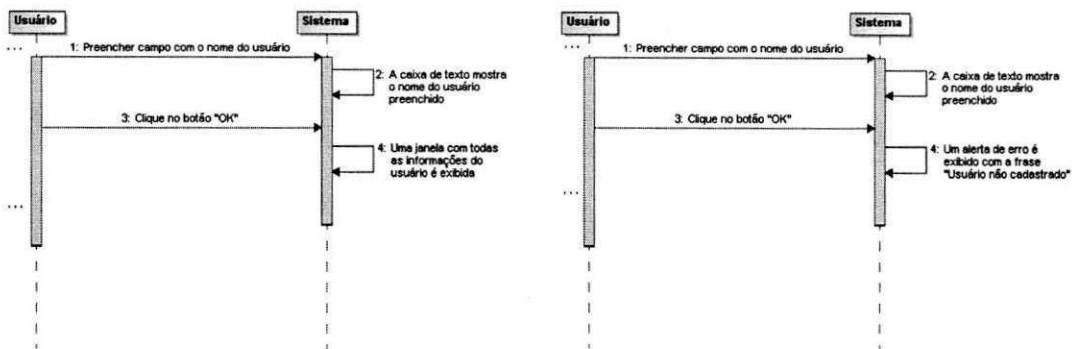 Usuário
Sistema
...
1: Preencher campo com o nome do usuário
2: A caixa de texto mostra
o nome do usuário
preenchido
3: Clique no botão "OK"
4: Uma janela com todas
as informações do
usuário é exibida
...
Usuário
Sistema
...
1: Preencher campo com o nome do usuário
2: A caixa de texto mostra
o nome do usuário
preenchido
3: Clique no botão "OK"
4: Um alerta de erro é
exibido com a frase
"Usuário não cadastrado"
...